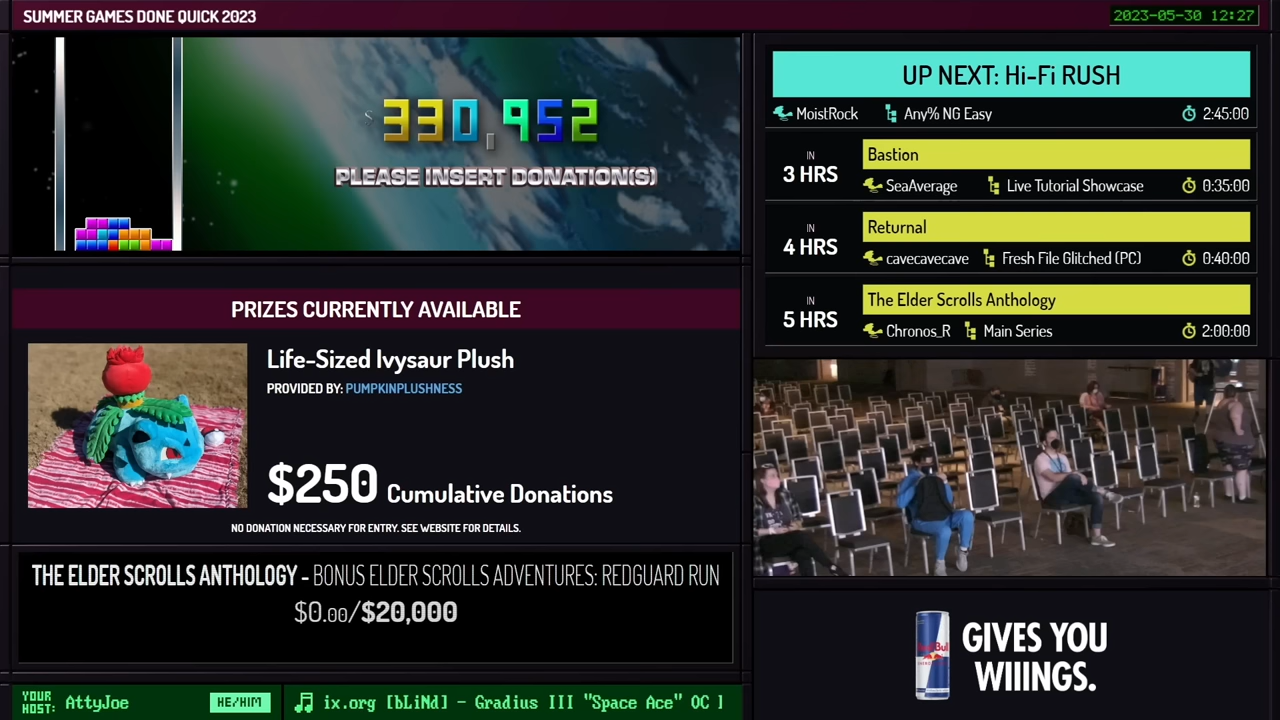 SUMMER GAMES DONE QUICK 2023
2023-05-30 12:27
330,952
PLEASE INSERT DONATION(S)
PRIZES CURRENTLY AVAILABLE
Life-Sized Ivysaur Plush
PROVIDED BY: PUMPKINPLUSHNESS
$250 Cumulative Donations
NO DONATION NECESSARY FOR ENTRY. SEE WEBSITE FOR DETAILS.
THE ELDER SCROLLS ANTHOLOGY - BONUS ELDER SCROLLS ADVENTURES: REDGUARD RUN
$0.00/$20,000
YOUR HOST: AttyJoe HE/HIM
ix.org [bLiNd] - Gradius III "Space Ace" OC
UP NEXT: Hi-Fi RUSH
MoistRock Any% NG Easy 2:45:00
IN 3 HRS
Bastion
SeaAverage Live Tutorial Showcase 0:35:00
IN 4 HRS
Returnal
cavecavecave Fresh File Glitched (PC) 0:40:00
IN 5 HRS
The Elder Scrolls Anthology
Chronos_R Main Series 2:00:00
Red Bull
GIVES YOU
WIIINGS.